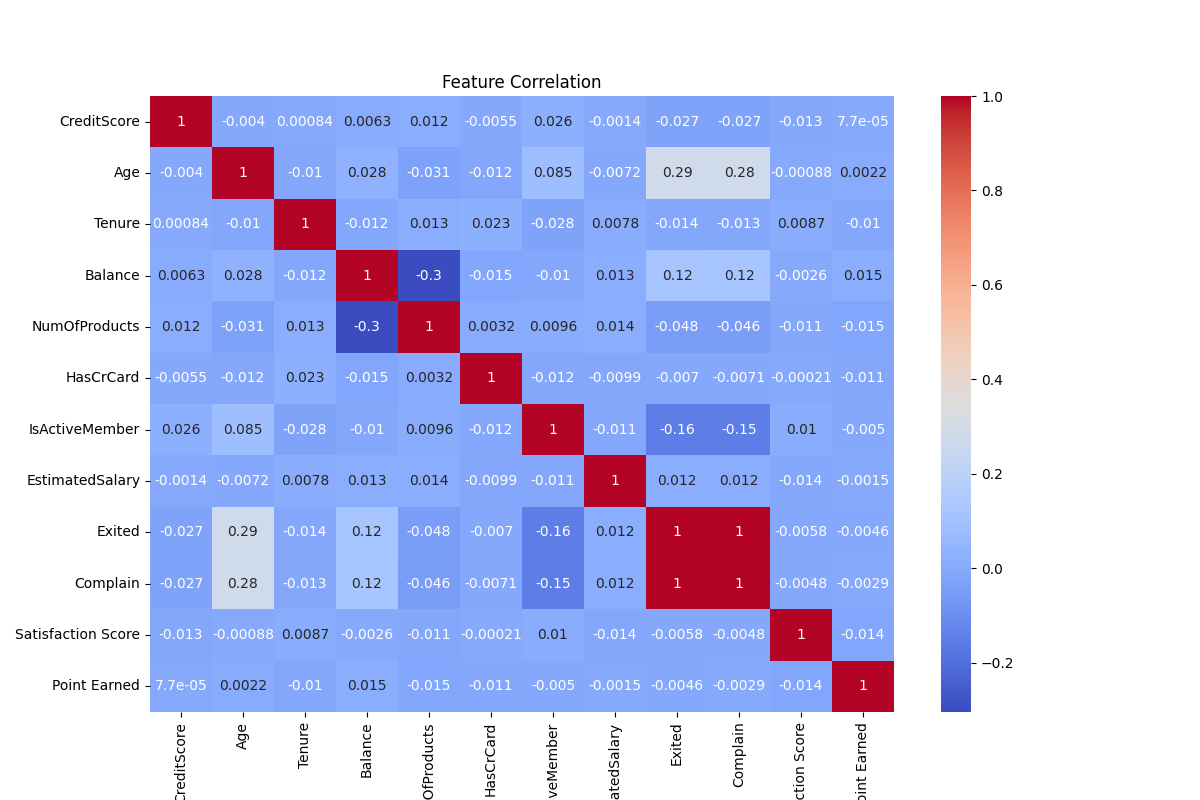 Feature Correlation
CreditScore 1 -0.004 0.00084 0.0063 0.012 -0.0055 0.026 -0.0014 -0.027 -0.027 -0.013 7.7e-05
Age -0.004 1 -0.01 0.028 -0.031 -0.012 0.085 -0.0072 0.29 0.28 -0.00088 0.0022
Tenure 0.00084 -0.01 1 -0.012 0.013 0.023 -0.028 0.0078 -0.014 -0.013 0.0087 -0.01
Balance 0.0063 0.028 -0.012 1 -0.3 -0.015 -0.01 0.013 0.12 0.12 -0.0026 0.015
NumOfProducts 0.012 -0.031 0.013 -0.3 1 0.0032 0.0096 0.014 -0.048 -0.046 -0.011 -0.015
HasCrCard -0.0055 -0.012 0.023 -0.015 0.0032 1 -0.012 -0.0099 -0.007 -0.0071 -0.00021 -0.011
IsActiveMember 0.026 0.085 -0.028 -0.01 0.0096 -0.012 1 -0.011 -0.16 -0.15 0.01 -0.005
EstimatedSalary -0.0014 -0.0072 0.0078 0.013 0.014 -0.0099 -0.011 1 0.012 0.012 -0.014 -0.0015
Exited -0.027 0.29 -0.014 0.12 -0.048 -0.007 -0.16 0.012 1 1 -0.0058 -0.0046
Complain -0.027 0.28 -0.013 0.12 -0.046 -0.0071 -0.15 0.012 1 1 -0.0048 -0.0029
Satisfaction Score -0.013 -0.00088 0.0087 -0.0026 -0.011 -0.00021 0.01 -0.014 -0.0058 -0.0048 1 -0.014
Point Earned 7.7e-05 0.0022 -0.01 0.015 -0.015 -0.011 -0.005 -0.0015 -0.0046 -0.0029 -0.014 1
CreditScore
Age
Tenure
Balance
OfProducts
HasCrCard
veMember
atedSalary
Exited
Complain
ction Score
oint Earned
1.0
0.8
0.6
0.4
0.2
0.0
−0.2